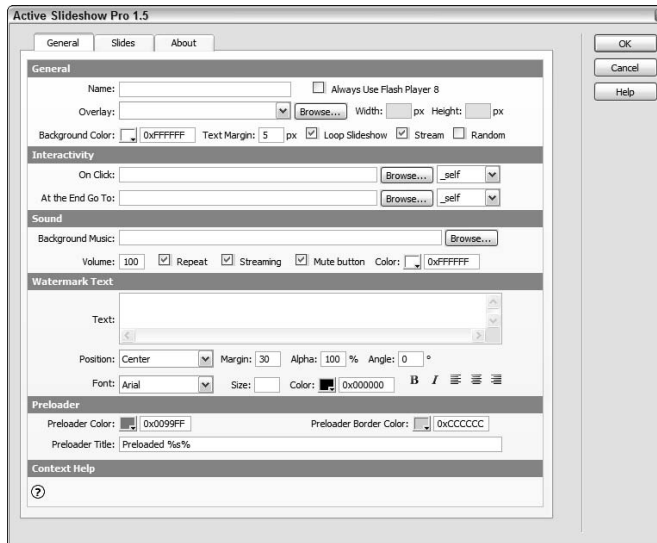 Active Slideshow Pro 1.5
General Slides About
OK
Cancel
Help
General
Name: Always Use Flash Player 8
Overlay: Browse... Width: px Height: px
Background Color: 0xFFFFFF Text Margin: 5 px Loop Slideshow Stream Random
Interactivity
On Click: Browse... _self
At the End Go To: Browse... _self
Sound
Background Music: Browse...
Volume: 100 Repeat Streaming Mute button Color: 0xFFFFFF
Watermark Text
Text:
Position: Center Margin: 30 Alpha: 100 % Angle: 0 °
Font: Arial Size: Color: 0x000000 B I
Preloader
Preloader Color: 0x0099FF Preloader Border Color: 0xCCCCCC
Preloader Title: Preloaded %s%
Context Help
?